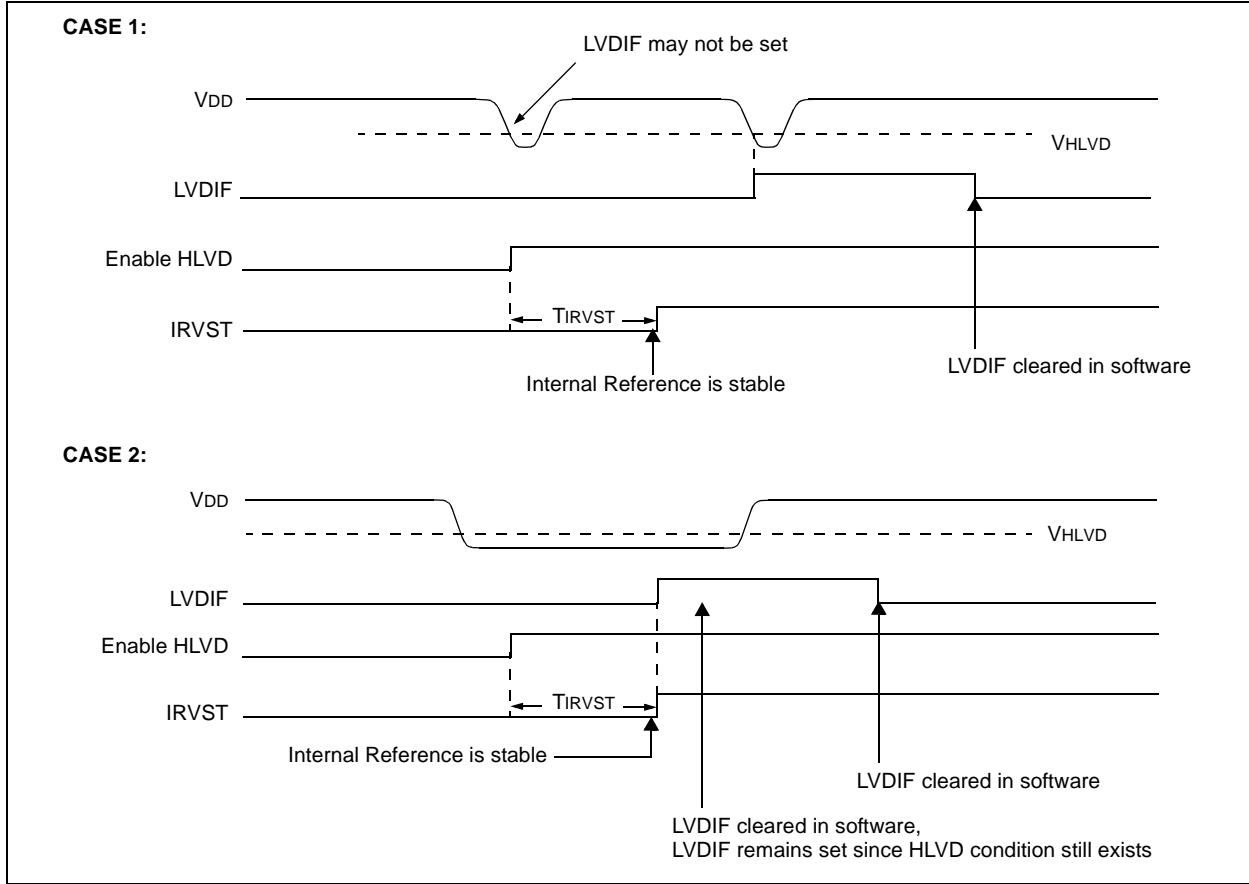 CASE 1:
LVDIF may not be set
VDD
VHLVD
LVDIF
Enable HLVD
TIRVST
IRVST
Internal Reference is stable
LVDIF cleared in software
CASE 2:
VDD
VHLVD
LVDIF
Enable HLVD
TIRVST
IRVST
Internal Reference is stable
LVDIF cleared in software
LVDIF cleared in software,
LVDIF remains set since HLVD condition still exists